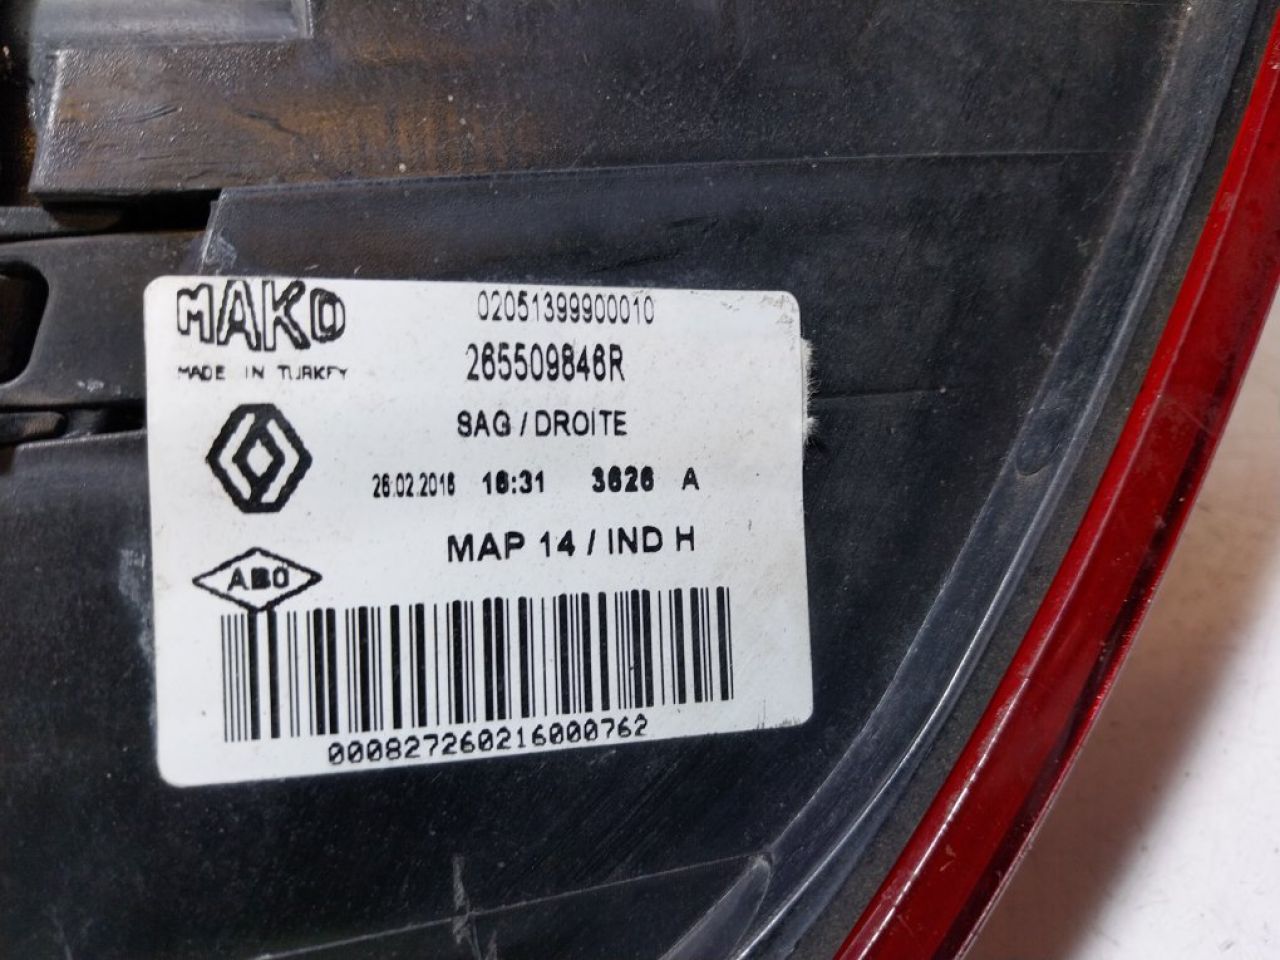 MAKO
02051399900010
MADE IN TURKEY
265509846R
SAG / DROITE
26.02.2016 16:31 3626 A
MAP 14 / IND H
ABO
000827260216000762